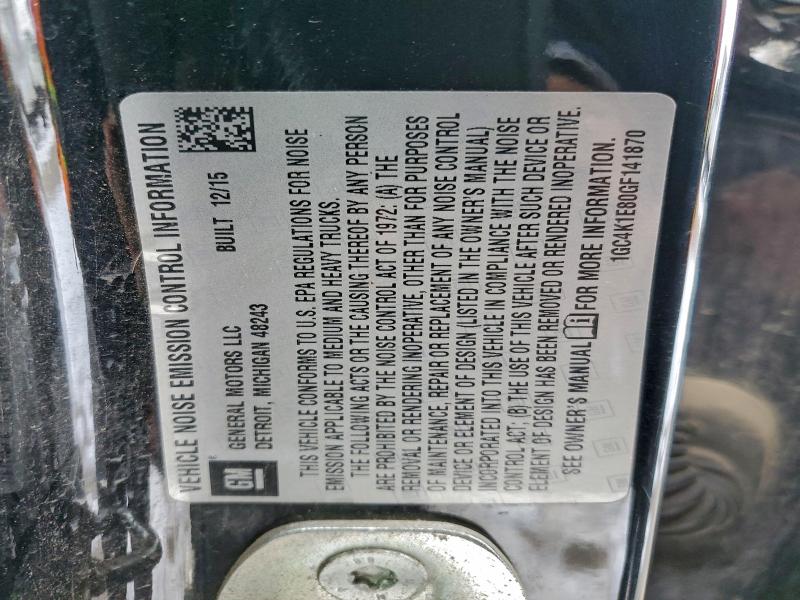 VEHICLE NOISE EMISSION CONTROL INFORMATION
GM
GENERAL MOTORS LLC
DETROIT, MICHIGAN 48243
BUILT 12/15
THIS VEHICLE CONFORMS TO U.S. EPA REGULATIONS FOR NOISE
EMISSION APPLICABLE TO MEDIUM AND HEAVY TRUCKS.
THE FOLLOWING ACTS OR THE CAUSING THEREOF BY ANY PERSON
ARE PROHIBITED BY THE NOISE CONTROL ACT OF 1972. (A) THE
REMOVAL OR RENDERING INOPERATIVE, OTHER THAN FOR PURPOSES
OF MAINTENANCE, REPAIR OR REPLACEMENT OF ANY NOISE CONTROL
DEVICE OR ELEMENT OF DESIGN (LISTED IN THE OWNER'S MANUAL)
INCORPORATED INTO THIS VEHICLE IN COMPLIANCE WITH THE NOISE
CONTROL ACT; (B) THE USE OF THIS VEHICLE AFTER SUCH DEVICE OR
ELEMENT OF DESIGN HAS BEEN REMOVED OR RENDERED INOPERATIVE.
SEE OWNER'S MANUAL FOR MORE INFORMATION.
1GC4K1E80GF141870